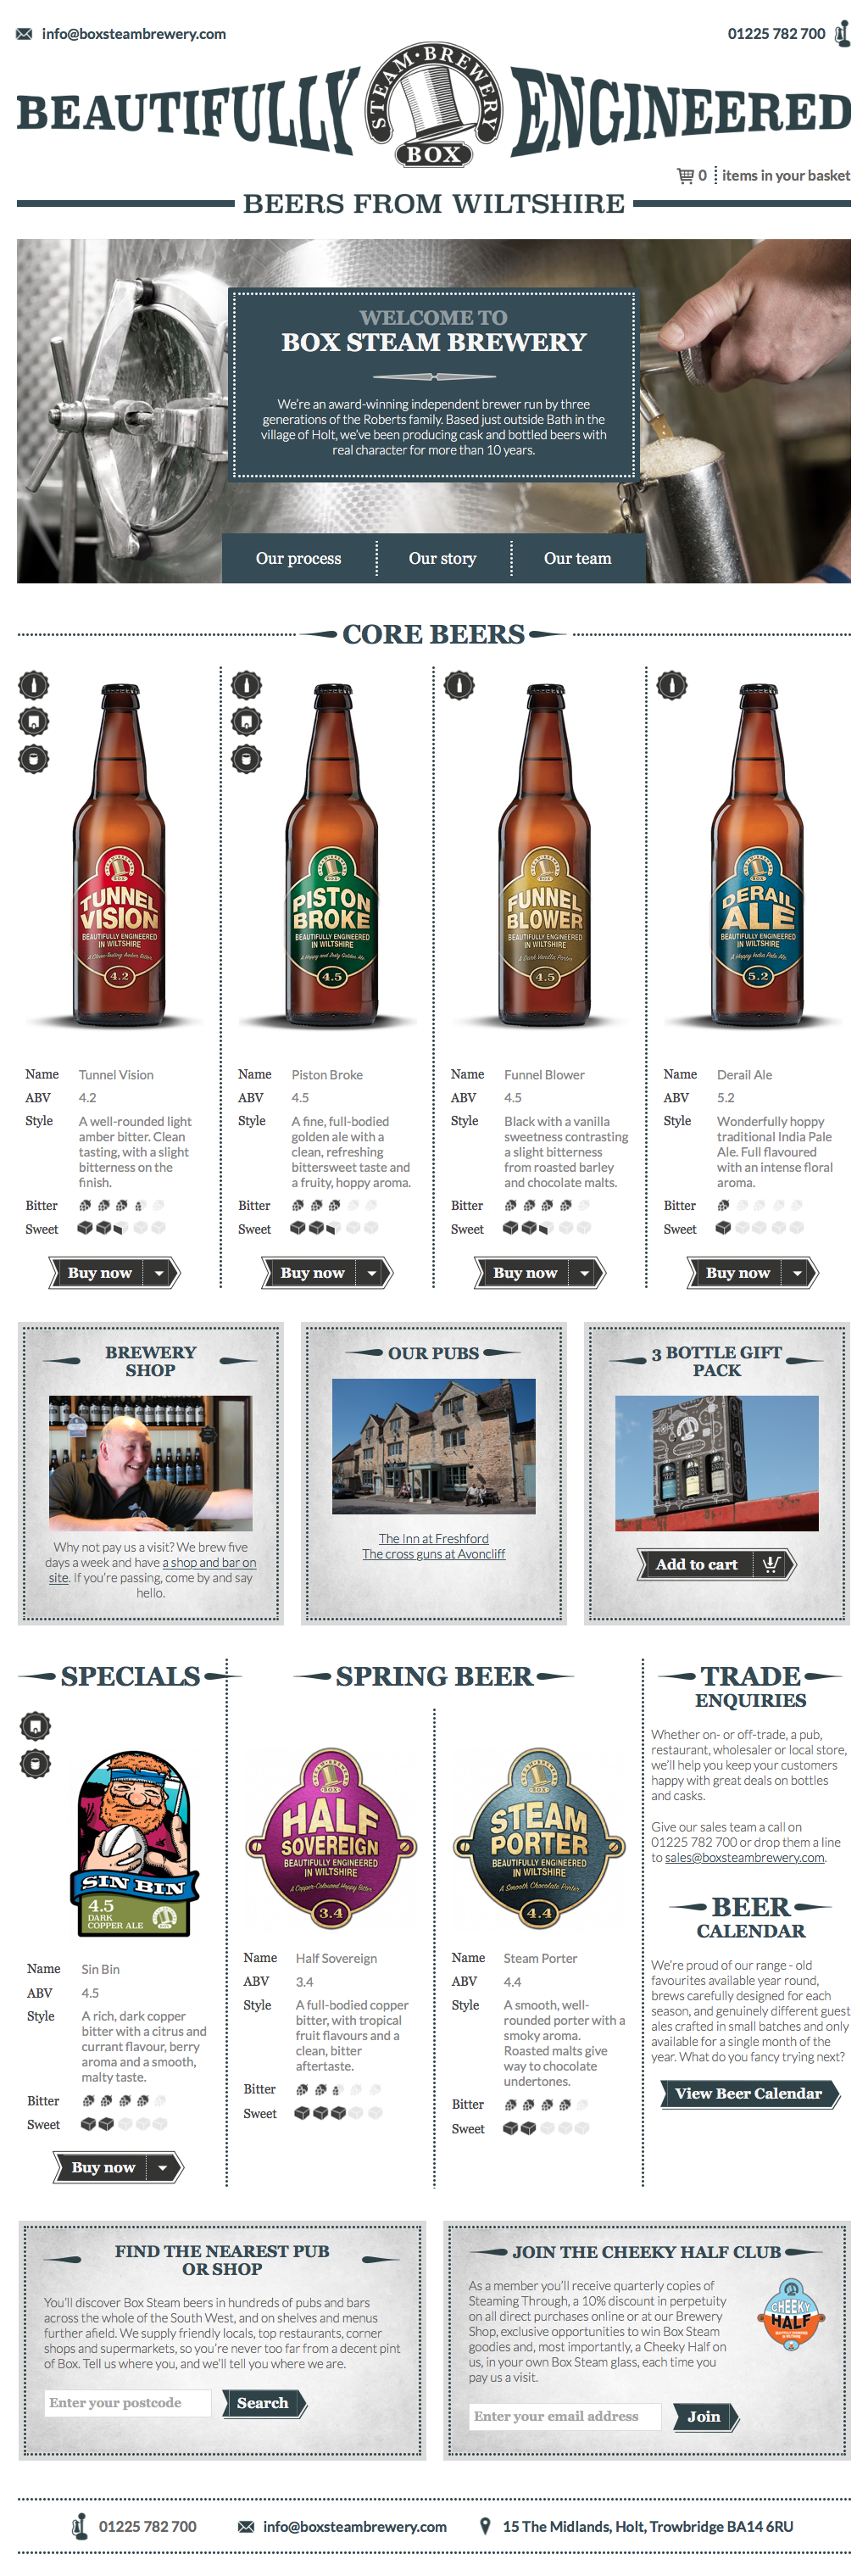 info@boxsteambrewery.com
01225 782 700
BEAUTIFULLY
STEAM·BREWERY
BOX
ENGINEERED
0 items in your basket
BEERS FROM WILTSHIRE
WELCOME TO
BOX STEAM BREWERY
We're an award-winning independent brewer run by three
generations of the Roberts family. Based just outside Bath in the
village of Holt, we've been producing cask and bottled beers with
real character for more than 10 years.
Our process
Our story
Our team
CORE BEERS
TUNNEL
VISION
BEAUTIFULLY ENGINEERED
IN WILTSHIRE
A Clean-Tasting Amber Bitter
4.2
PISTON
BROKE
BEAUTIFULLY ENGINEERED
IN WILTSHIRE
A Hoppy and Zesty Golden Ale
4.5
FUNNEL
BLOWER
BEAUTIFULLY ENGINEERED
IN WILTSHIRE
A Dark Vanilla Porter
4.5
DERAIL
ALE
BEAUTIFULLY ENGINEERED
IN WILTSHIRE
A Hoppy India Pale Ale
5.2
Name Tunnel Vision
ABV 4.2
Style A well-rounded light
amber bitter. Clean
tasting, with a slight
bitterness on the
finish.
Bitter
Sweet
Buy now
Name Piston Broke
ABV 4.5
Style A fine, full-bodied
golden ale with a
clean, refreshing
bittersweet taste and
a fruity, hoppy aroma.
Bitter
Sweet
Buy now
Name Funnel Blower
ABV 4.5
Style Black with a vanilla
sweetness contrasting
a slight bitterness
from roasted barley
and chocolate malts.
Bitter
Sweet
Buy now
Name Derail Ale
ABV 5.2
Style Wonderfully hoppy
traditional India Pale
Ale. Full flavoured
with an intense floral
aroma.
Bitter
Sweet
Buy now
BREWERY
SHOP
Why not pay us a visit? We brew five
days a week and have a shop and bar on
site. If you're passing, come by and say
hello.
OUR PUBS
The Inn at Freshford
The cross guns at Avoncliff
3 BOTTLE GIFT
PACK
Add to cart
SPECIALS
SIN BIN
4.5
DARK
COPPER ALE
Name Sin Bin
ABV 4.5
Style A rich, dark copper
bitter with a citrus and
currant flavour, berry
aroma and a smooth,
malty taste.
Bitter
Sweet
Buy now
SPRING BEER
HALF
SOVEREIGN
BEAUTIFULLY ENGINEERED
IN WILTSHIRE
A Copper-Coloured Hoppy Bitter
3.4
Name Half Sovereign
ABV 3.4
Style A full-bodied copper
bitter, with tropical
fruit flavours and a
clean, bitter
aftertaste.
Bitter
Sweet
STEAM
PORTER
BEAUTIFULLY ENGINEERED
IN WILTSHIRE
A Smooth Chocolate Porter
4.4
Name Steam Porter
ABV 4.4
Style A smooth, well-
rounded porter with a
smoky aroma.
Roasted malts give
way to chocolate
undertones.
Bitter
Sweet
TRADE
ENQUIRIES
Whether on- or off-trade, a pub,
restaurant, wholesaler or local store,
we'll help you keep your customers
happy with great deals on bottles
and casks.
Give our sales team a call on
01225 782 700 or drop them a line
to sales@boxsteambrewery.com.
BEER
CALENDAR
We're proud of our range - old
favourites available year round,
brews carefully designed for each
season, and genuinely different guest
ales crafted in small batches and only
available for a single month of the
year. What do you fancy trying next?
View Beer Calendar
FIND THE NEAREST PUB
OR SHOP
You'll discover Box Steam beers in hundreds of pubs and bars
across the whole of the South West, and on shelves and menus
further afield. We supply friendly locals, top restaurants, corner
shops and supermarkets, so you're never too far from a decent pint
of Box. Tell us where you, and we'll tell you where we are.
Enter your postcode
Search
JOIN THE CHEEKY HALF CLUB
As a member you'll receive quarterly copies of
Steaming Through, a 10% discount in perpetuity
on all direct purchases online or at our Brewery
Shop, exclusive opportunities to win Box Steam
goodies and, most importantly, a Cheeky Half on
us, in your own Box Steam glass, each time you
pay us a visit.
CHEEKY
HALF
Enter your email address
Join
01225 782 700
info@boxsteambrewery.com
15 The Midlands, Holt, Trowbridge BA14 6RU